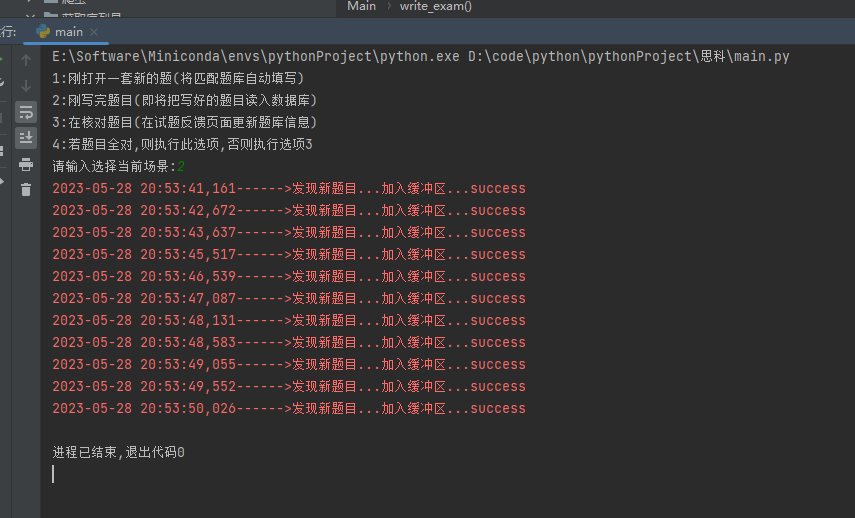 Main › write_exam()
行: main ×
E:\Software\Miniconda\envs\pythonProject\python.exe D:\code\python\pythonProject\思科\main.py
1:刚打开一套新的题(将匹配题库自动填写)
2:刚写完题目(即将把写好的题目读入数据库)
3:在核对题目(在试题反馈页面更新题库信息)
4:若题目全对,则执行此选项,否则执行选项3
请输入选择当前场景:2
2023-05-28 20:53:41,161------>发现新题目...加入缓冲区...success
2023-05-28 20:53:42,672------>发现新题目...加入缓冲区...success
2023-05-28 20:53:43,637------>发现新题目...加入缓冲区...success
2023-05-28 20:53:45,517------>发现新题目...加入缓冲区...success
2023-05-28 20:53:46,539------>发现新题目...加入缓冲区...success
2023-05-28 20:53:47,087------>发现新题目...加入缓冲区...success
2023-05-28 20:53:48,131------>发现新题目...加入缓冲区...success
2023-05-28 20:53:48,583------>发现新题目...加入缓冲区...success
2023-05-28 20:53:49,055------>发现新题目...加入缓冲区...success
2023-05-28 20:53:49,552------>发现新题目...加入缓冲区...success
2023-05-28 20:53:50,026------>发现新题目...加入缓冲区...success
进程已结束,退出代码0